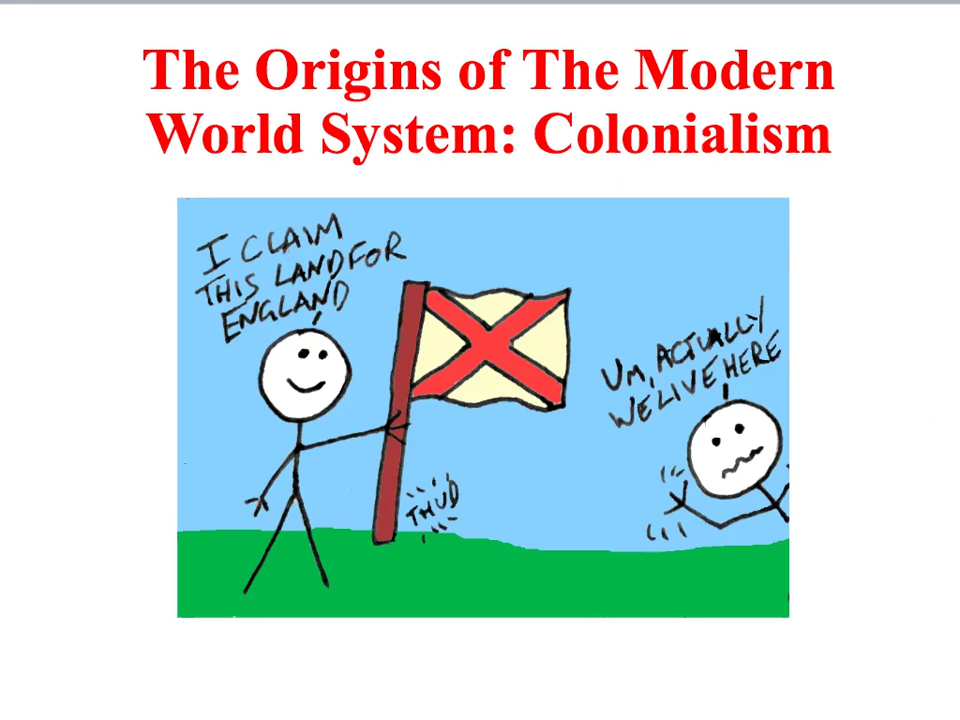 The Origins of The Modern
World System: Colonialism
I CLAIM
THIS LAND FOR
ENGLAND
UM, ACTUALLY
WE LIVE HERE
THUD